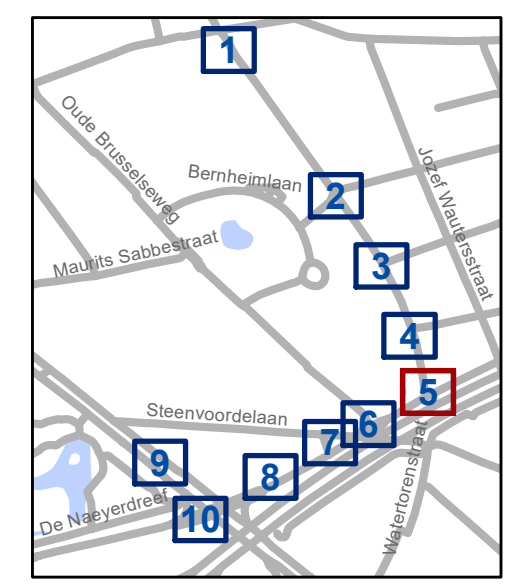 1
Oude Brusselseweg
Bernheimlaan
2
Jozef Wautersstraat
Maurits Sabbestraat
3
4
5
Steenvoordelaan
6
7
Watertorenstraat
9
8
De Naeyerdreef
10